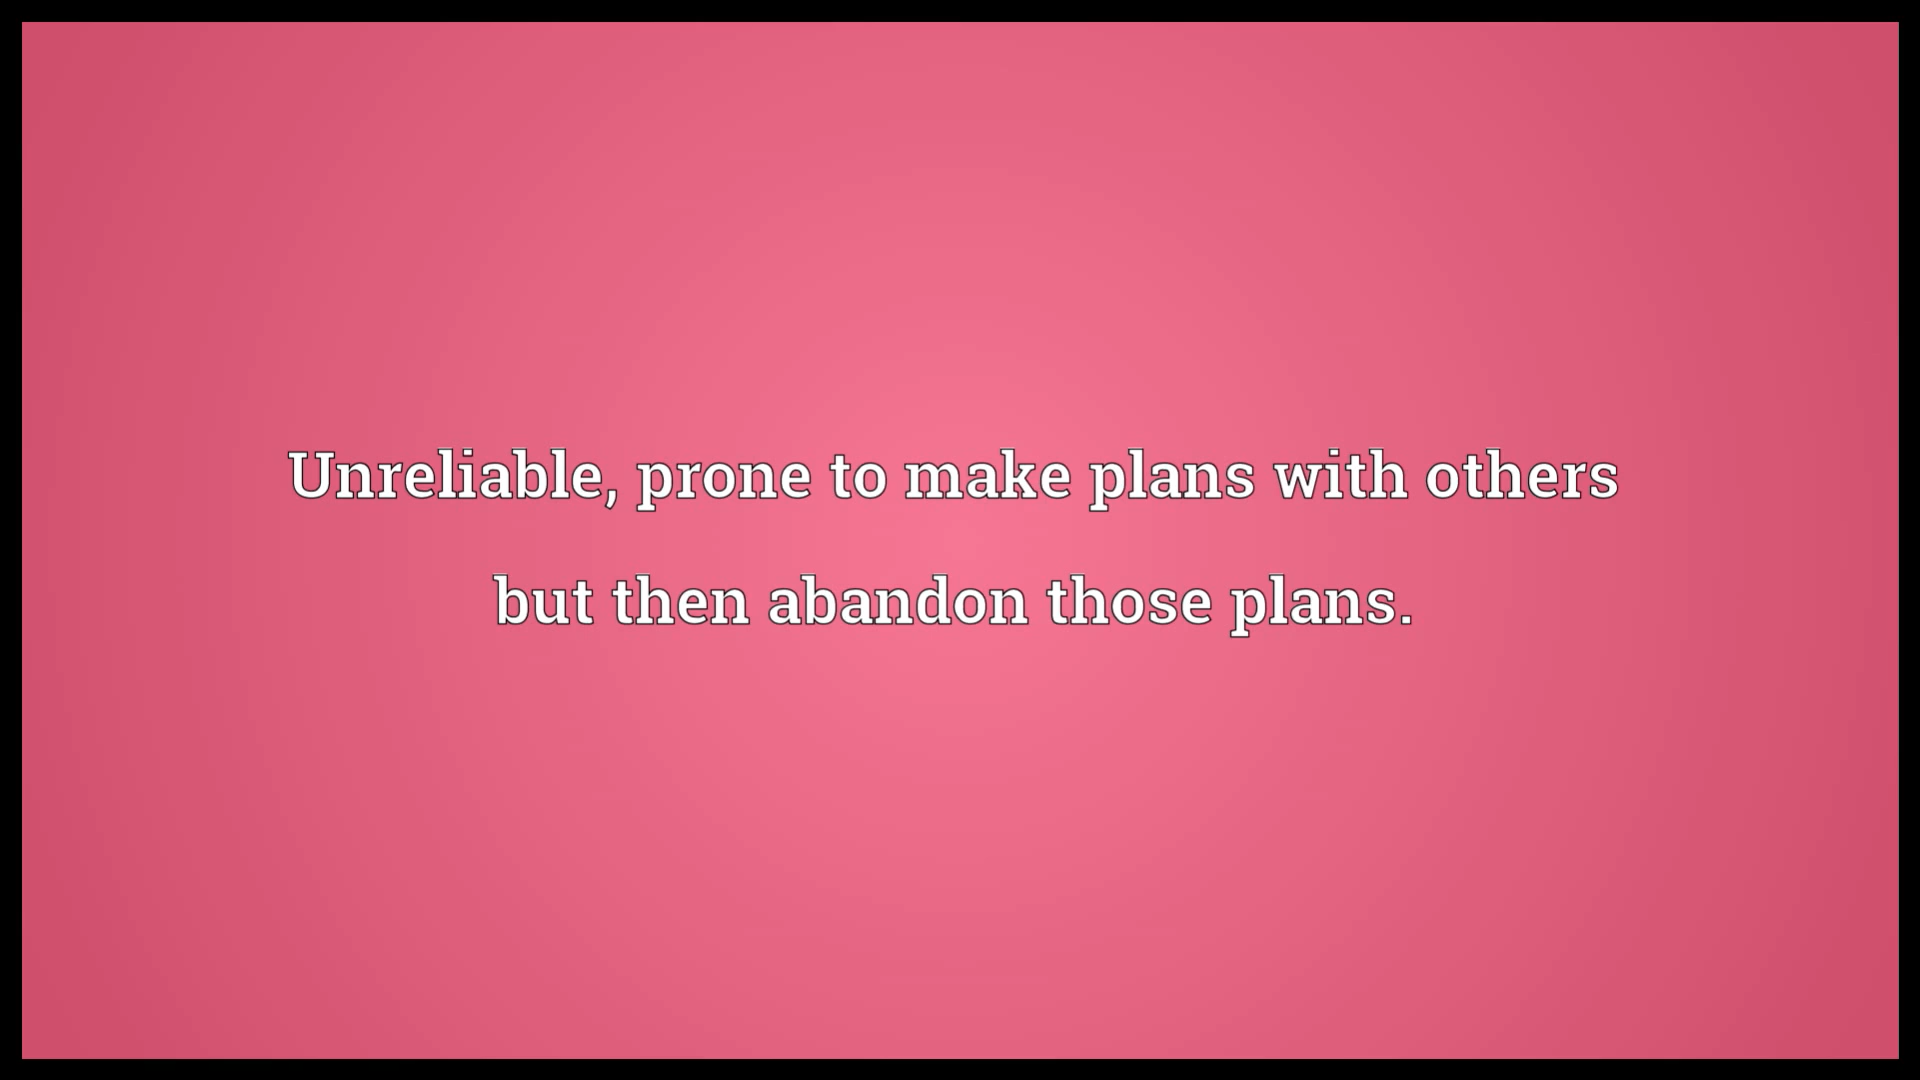 Unreliable, prone to make plans with others
but then abandon those plans.